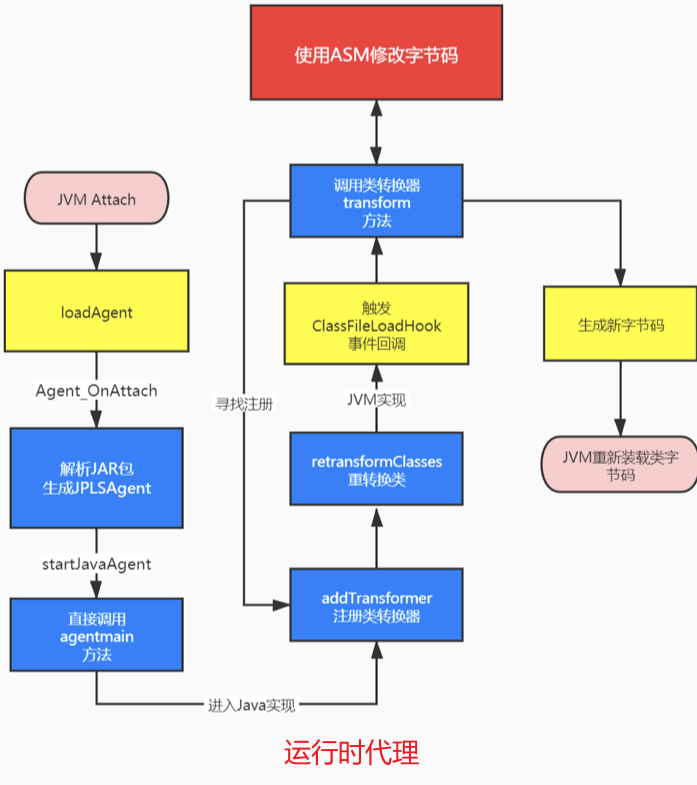 使用ASM修改字节码
JVM Attach
loadAgent
Agent_OnAttach
解析JAR包
生成JPLSAgent
startJavaAgent
直接调用
agentmain
方法
进入Java实现
addTransformer
注册类转换器
retransformClasses
重转换类
JVM实现
触发
ClassFileLoadHook
事件回调
调用类转换器
transform
方法
寻找注册
生成新字节码
JVM重新装载类字
节码
运行时代理